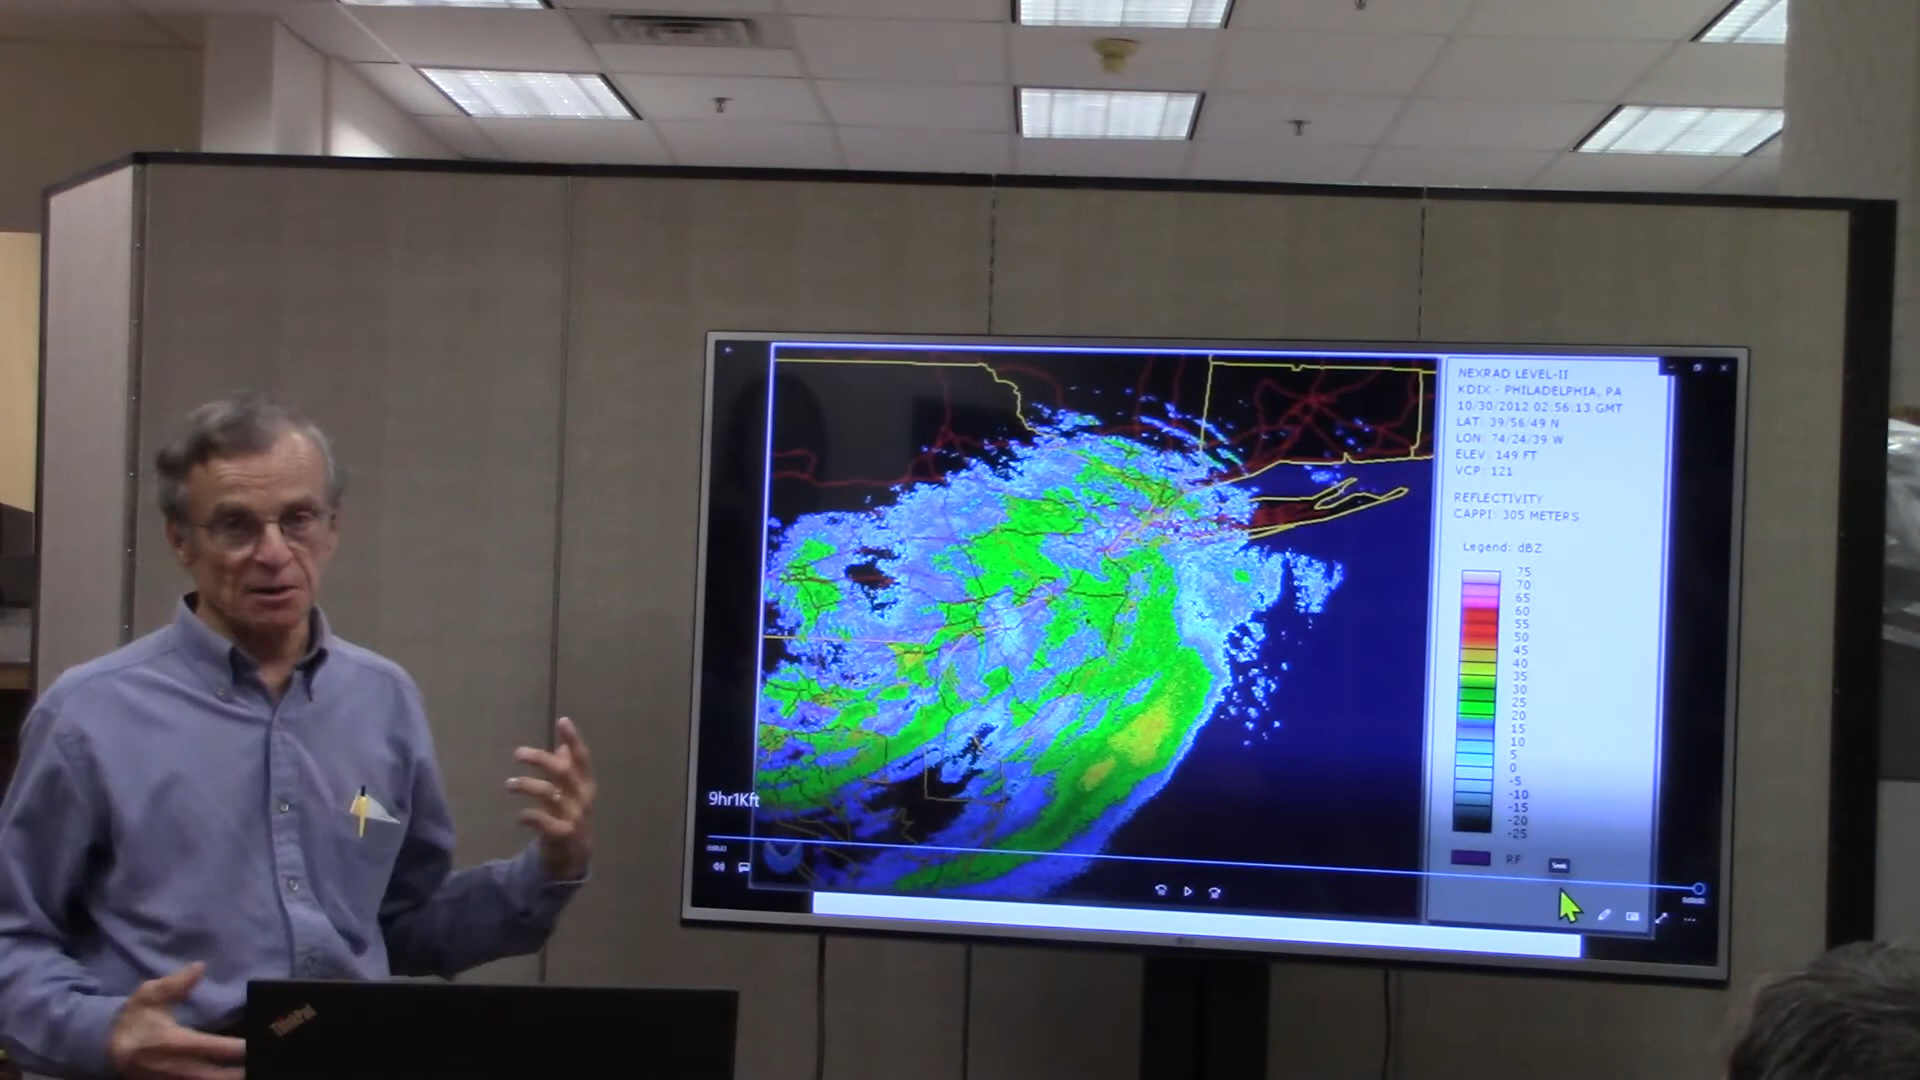 NEXRAD LEVEL-II
KDIX - PHILADELPHIA, PA
10/30/2012 02:56:13 GMT
LAT: 39/56/49 N
LON: 74/24/39 W
ELEV: 149 FT
VCP: 121
REFLECTIVITY
CAPPI: 305 METERS
Legend: dBZ
75
70
65
60
55
50
45
40
35
30
25
20
15
10
5
0
-5
-10
-15
-20
-25
RF
9hr1Kft
ThinkPad